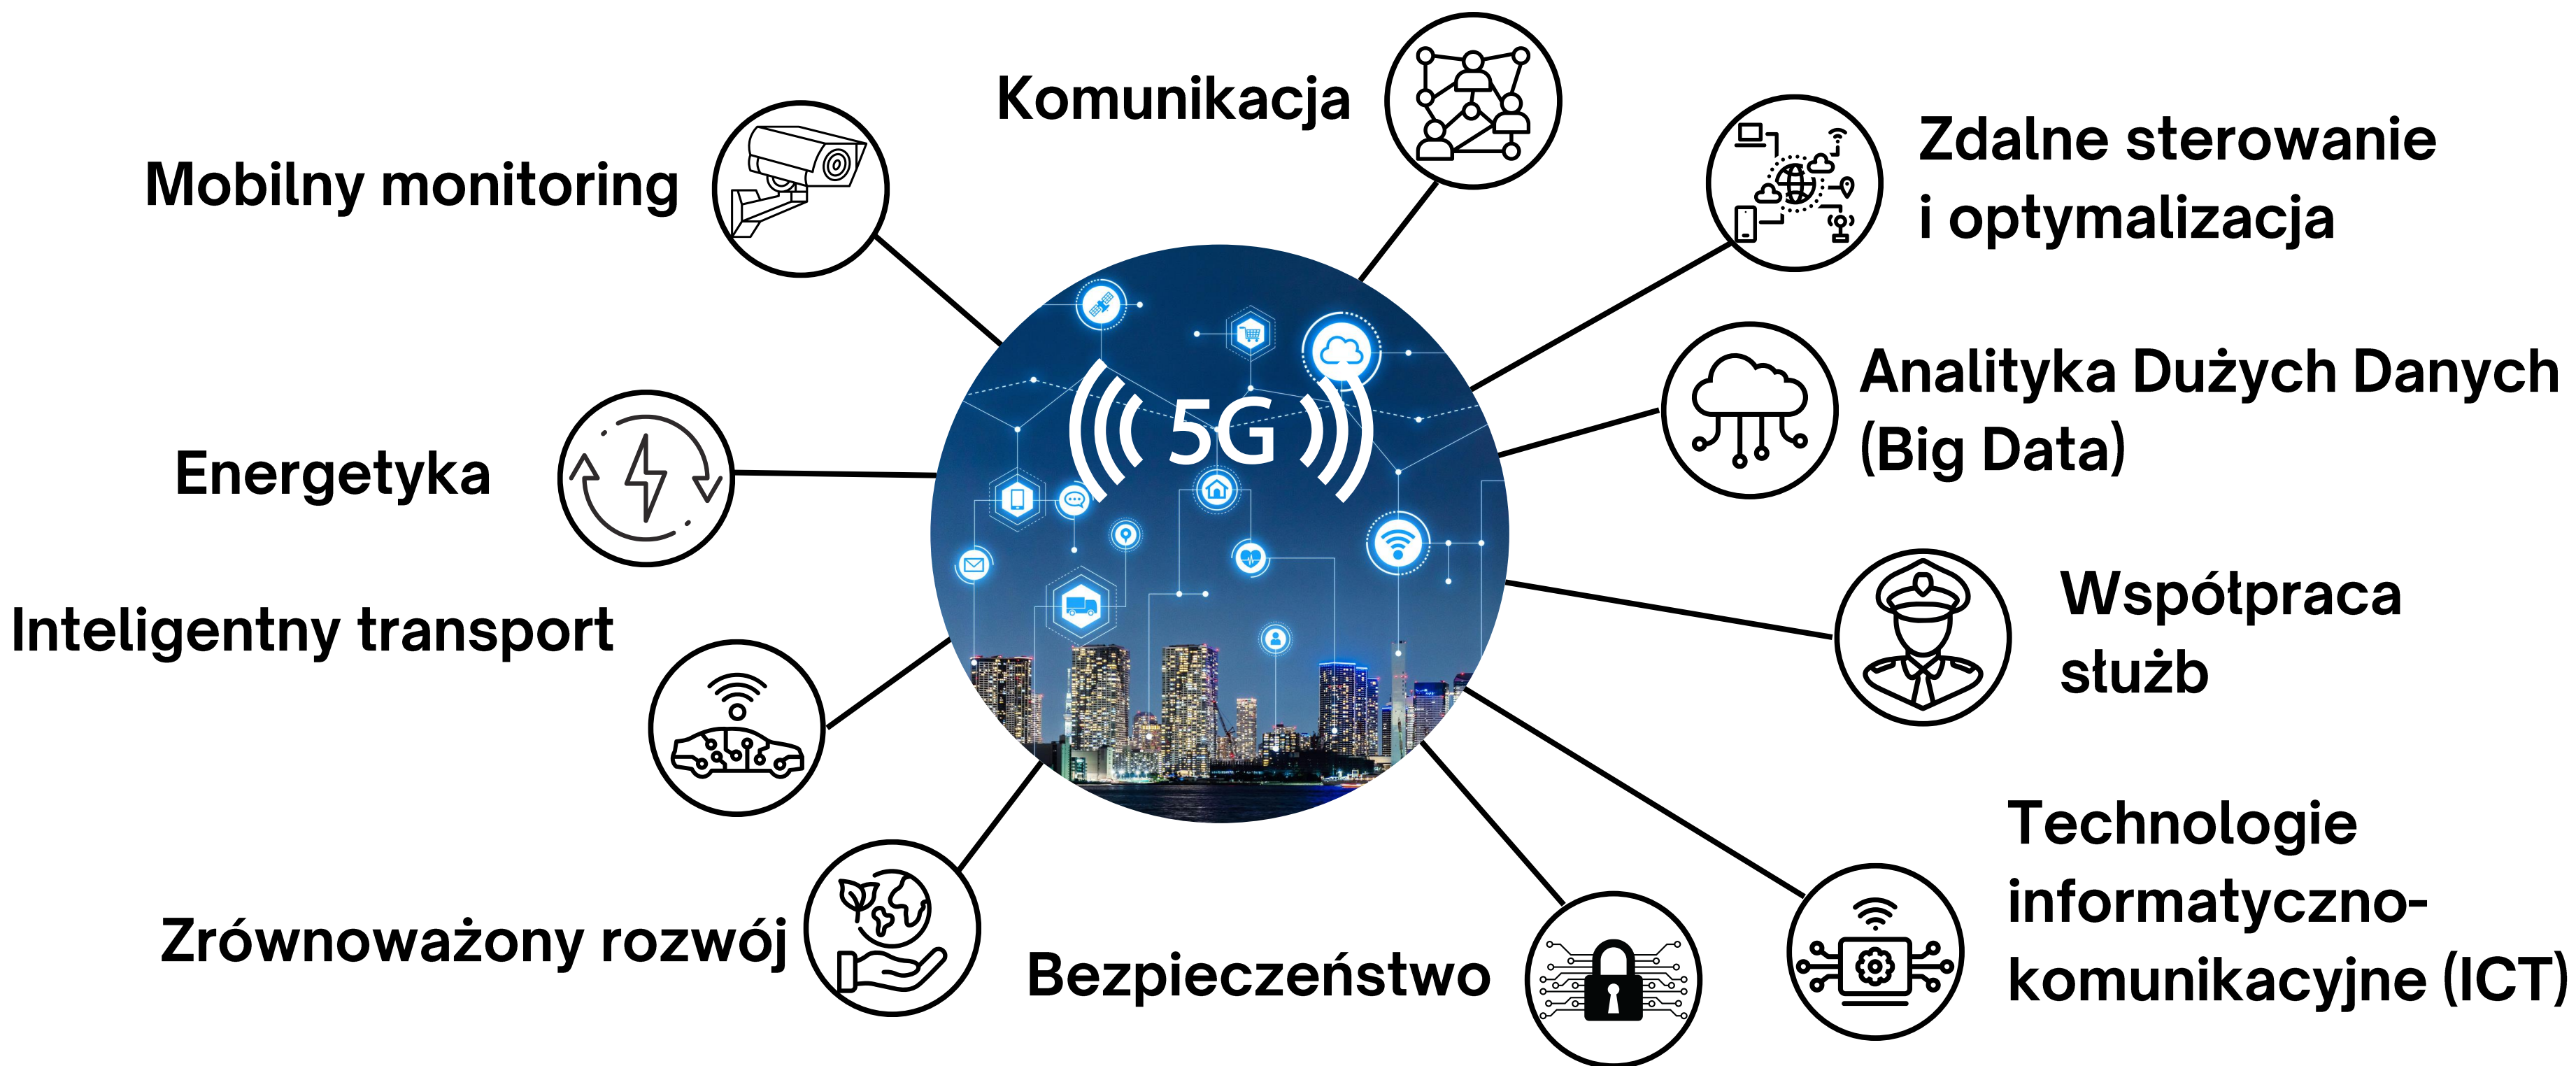 Komunikacja
Mobilny monitoring
Zdalne sterowanie
i optymalizacja
5G
Analityka Dużych Danych
(Big Data)
Energetyka
Inteligentny transport
Współpraca
służb
Zrównoważony rozwój
Bezpieczeństwo
Technologie
informatyczno-
komunikacyjne (ICT)